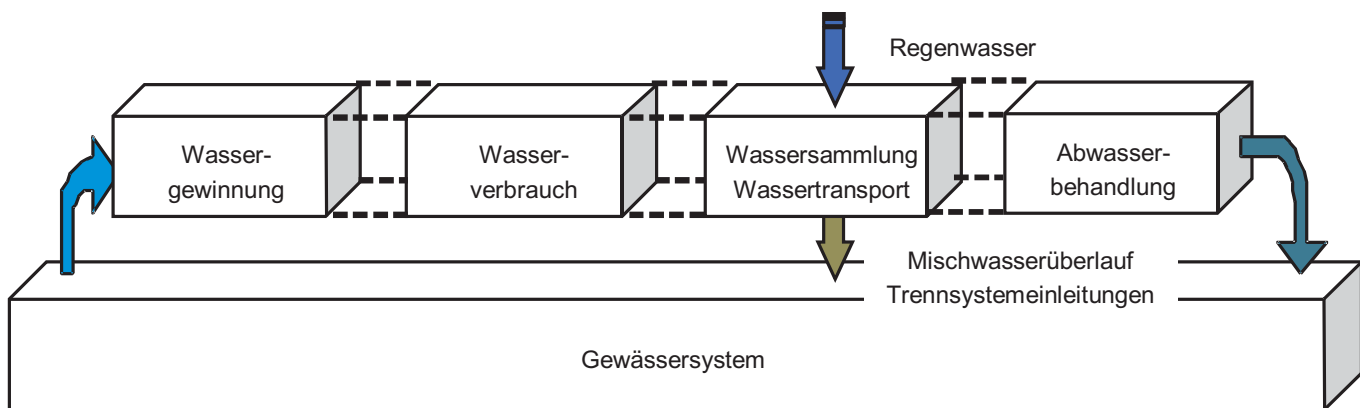 Regenwasser
Wasser-
gewinnung
Wasser-
verbrauch
Wassersammlung
Wassertransport
Abwasser-
behandlung
Mischwasserüberlauf
Trennsystemeinleitungen
Gewässersystem